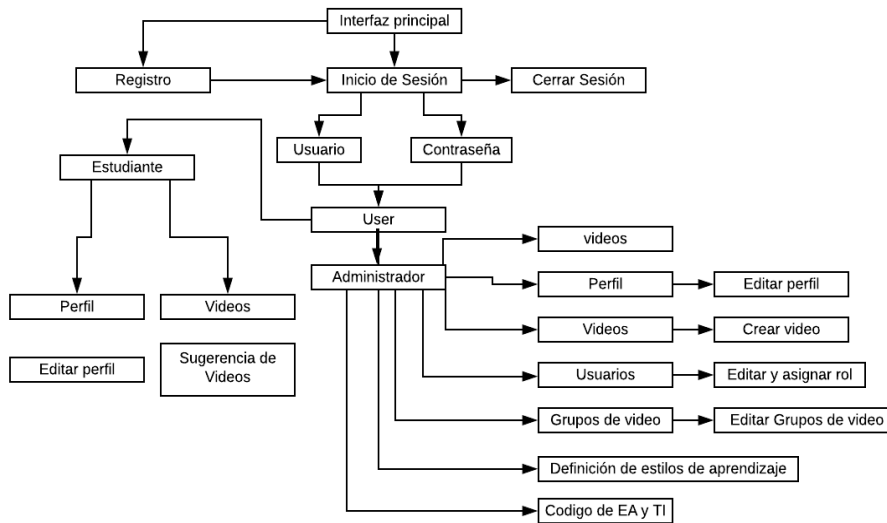 Interfaz principal
Registro
Inicio de Sesión
Cerrar Sesión
Usuario
Contraseña
Estudiante
User
videos
Administrador
Perfil
Editar perfil
Perfil
Videos
Videos
Crear video
Editar perfil
Sugerencia de
Videos
Usuarios
Editar y asignar rol
Grupos de video
Editar Grupos de video
Definición de estilos de aprendizaje
Codigo de EA y TI